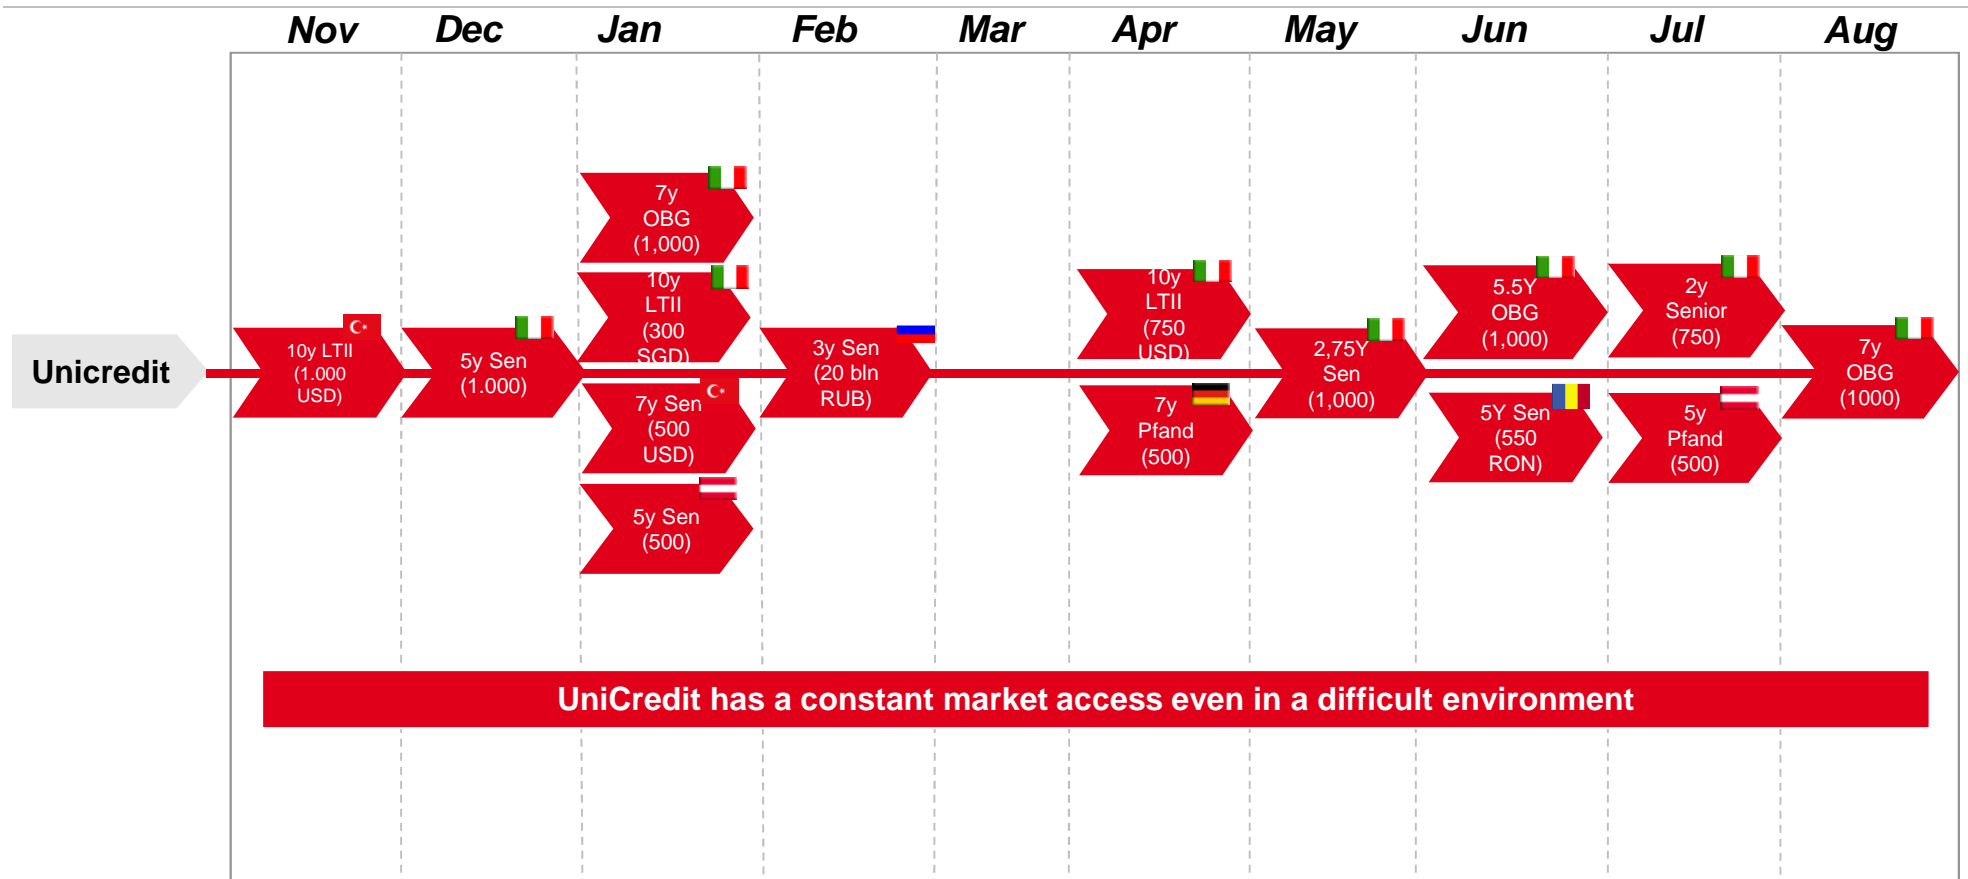 Nov Dec Jan Feb Mar Apr May Jun Jul Aug
Unicredit
10y LTII
(1.000
USD)
5y Sen
(1.000)
7y
OBG
(1,000)
10y
LTII
(300
SGD)
7y Sen
(500
USD)
5y Sen
(500)
3y Sen
(20 bln
RUB)
10y
LTII
(750
USD)
7y
Pfand
(500)
2,75Y
Sen
(1,000)
5.5Y
OBG
(1,000)
5Y Sen
(550
RON)
2y
Senior
(750)
5y
Pfand
(500)
7y
OBG
(1000)
UniCredit has a constant market access even in a difficult environment